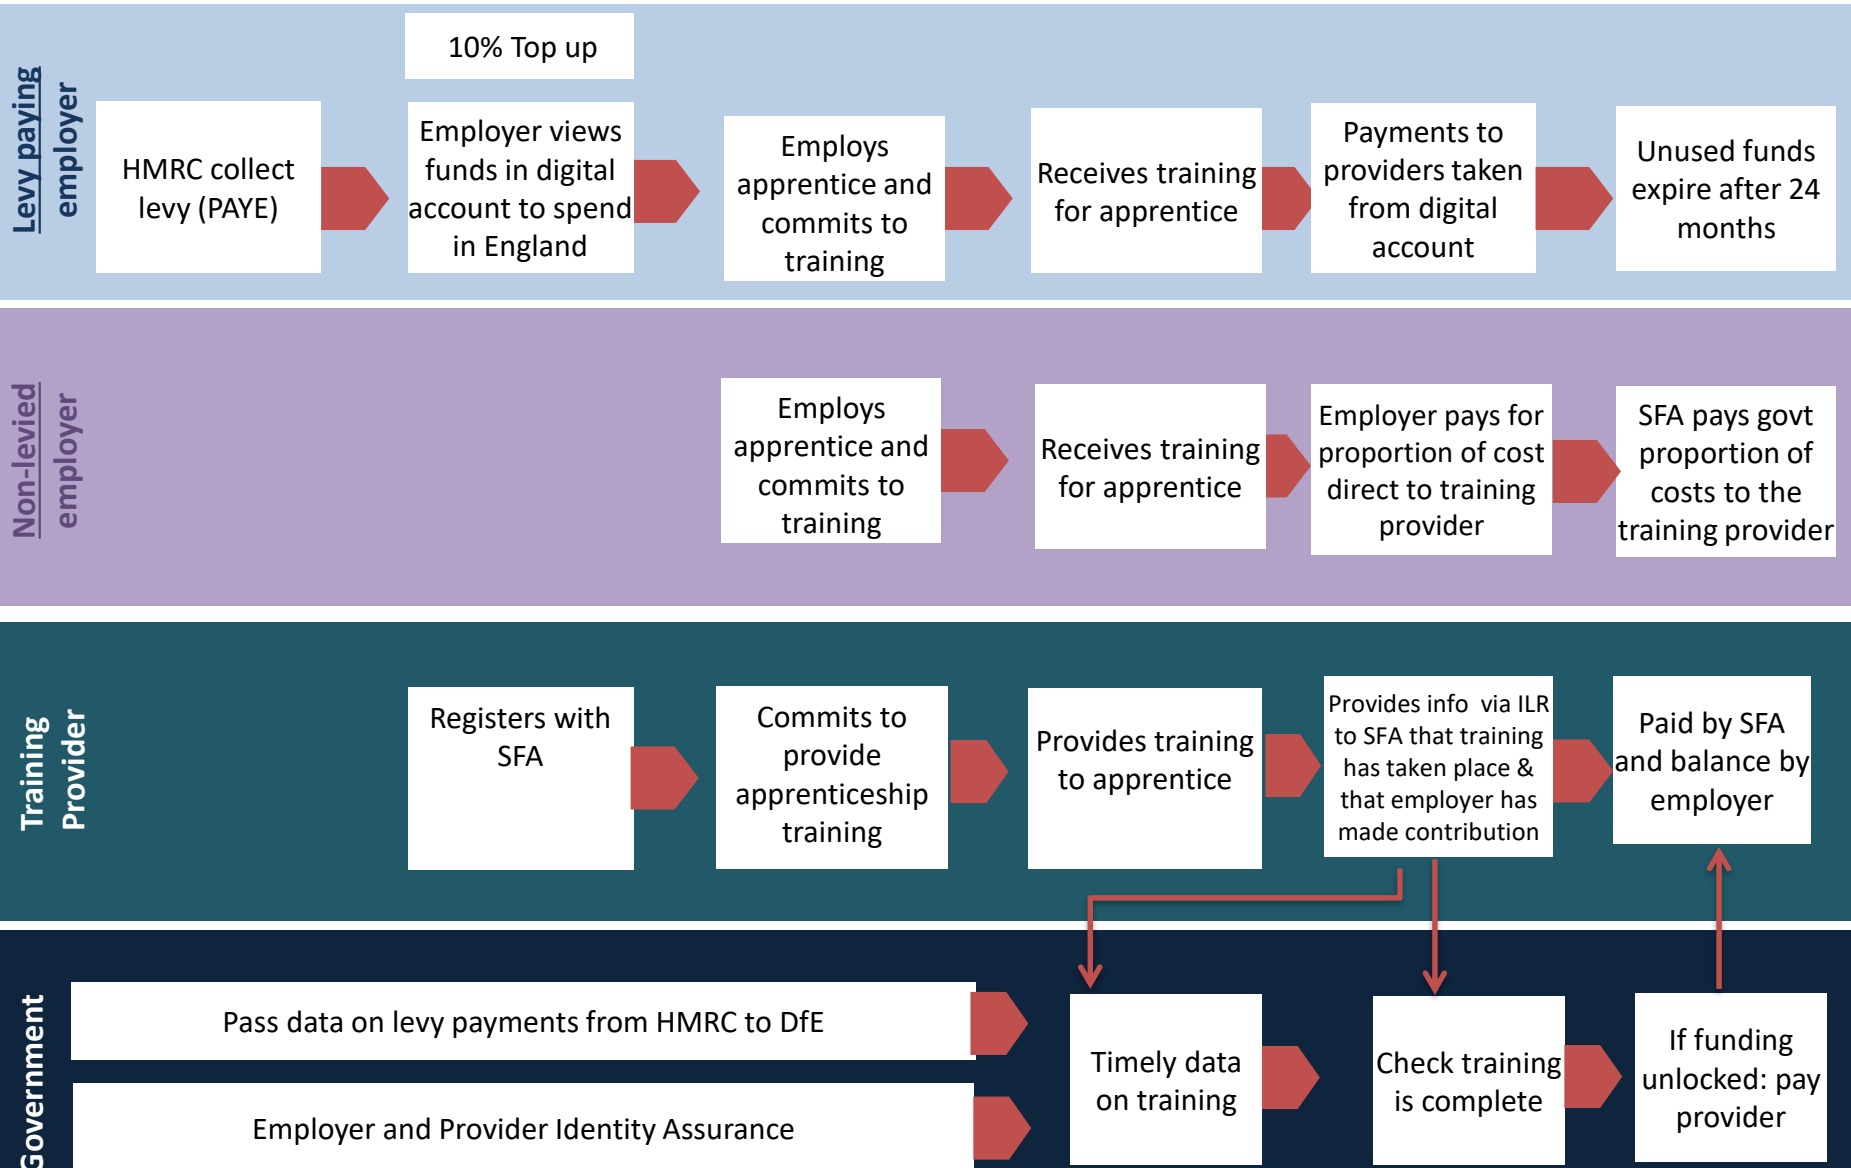 Levy paying
employer
10% Top up
HMRC collect
levy (PAYE)
Employer views
funds in digital
account to spend
in England
Employs
apprentice and
commits to
training
Receives training
for apprentice
Payments to
providers taken
from digital
account
Unused funds
expire after 24
months
Non-levied
employer
Employs
apprentice and
commits to
training
Receives training
for apprentice
Employer pays for
proportion of cost
direct to training
provider
SFA pays govt
proportion of
costs to the
training provider
Training
Provider
Registers with
SFA
Commits to
provide
apprenticeship
training
Provides training
to apprentice
Provides info via ILR
to SFA that training
has taken place &
that employer has
made contribution
Paid by SFA
and balance by
employer
Government
Pass data on levy payments from HMRC to DfE
Employer and Provider Identity Assurance
Timely data
on training
Check training
is complete
If funding
unlocked: pay
provider